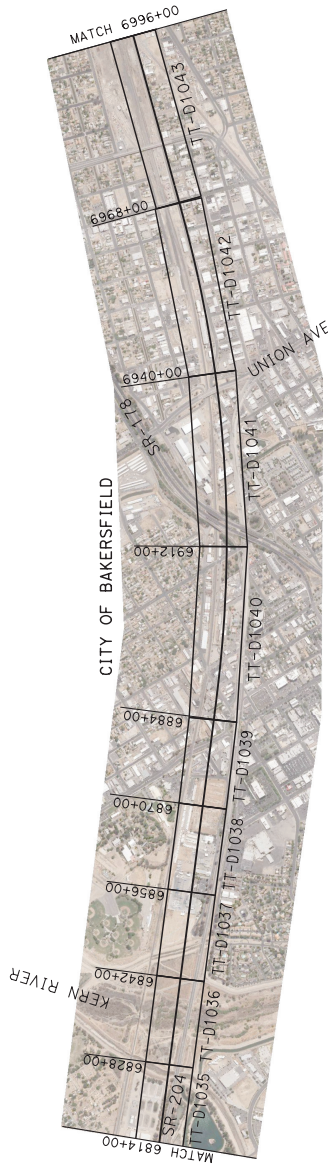 MATCH 6996+00
TT-D1043
6968+00
TT-D1042
UNION AVE
6940+00
SR-178
TT-D1041
6912+00
CITY OF BAKERSFIELD
TT-D1040
6884+00
TT-D1039
6870+00
TT-D1038
6856+00
TT-D1037
6842+00
KERN RIVER
TT-D1036
6828+00
SR-204
TT-D1035
MATCH 6814+00